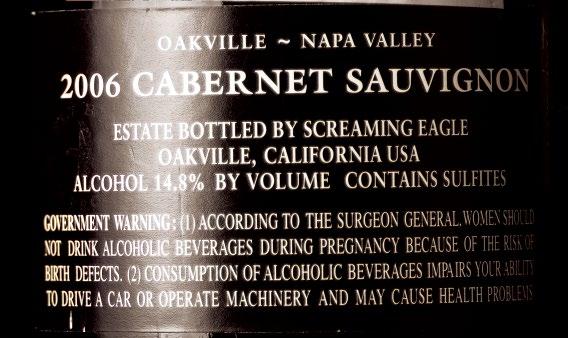 OAKVILLE ~ NAPA VALLEY
2006 CABERNET SAUVIGNON
ESTATE BOTTLED BY SCREAMING EAGLE
OAKVILLE, CALIFORNIA USA
ALCOHOL 14.8% BY VOLUME CONTAINS SULFITES
GOVERNMENT WARNING: (1) ACCORDING TO THE SURGEON GENERAL, WOMEN SHOULD
NOT DRINK ALCOHOLIC BEVERAGES DURING PREGNANCY BECAUSE OF THE RISK OF
BIRTH DEFECTS. (2) CONSUMPTION OF ALCOHOLIC BEVERAGES IMPAIRS YOUR ABILITY
TO DRIVE A CAR OR OPERATE MACHINERY AND MAY CAUSE HEALTH PROBLEMS